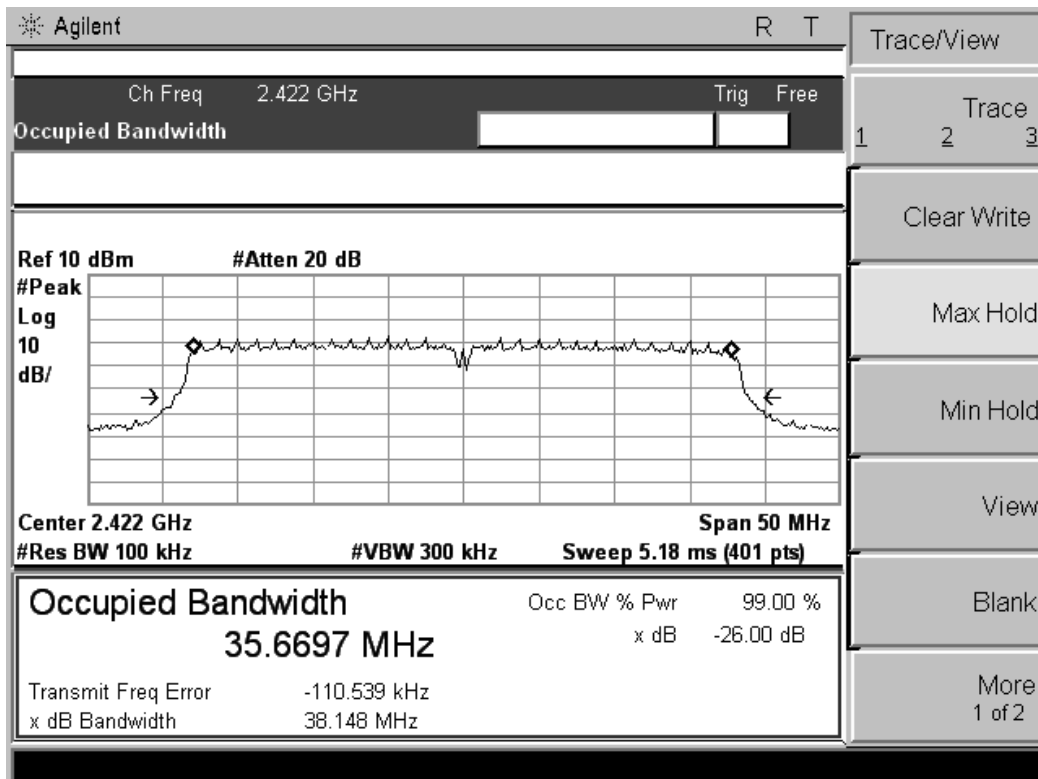 Agilent R T
Trace/View
Ch Freq 2.422 GHz Trig Free
Occupied Bandwidth
Trace
1 2 3
Clear Write
Ref 10 dBm #Atten 20 dB
#Peak
Log
10
dB/
Max Hold
Min Hold
Center 2.422 GHz Span 50 MHz
#Res BW 100 kHz #VBW 300 kHz Sweep 5.18 ms (401 pts)
View
Occupied Bandwidth Occ BW % Pwr 99.00 %
35.6697 MHz x dB -26.00 dB
Blank
Transmit Freq Error -110.539 kHz
x dB Bandwidth 38.148 MHz
More
1 of 2